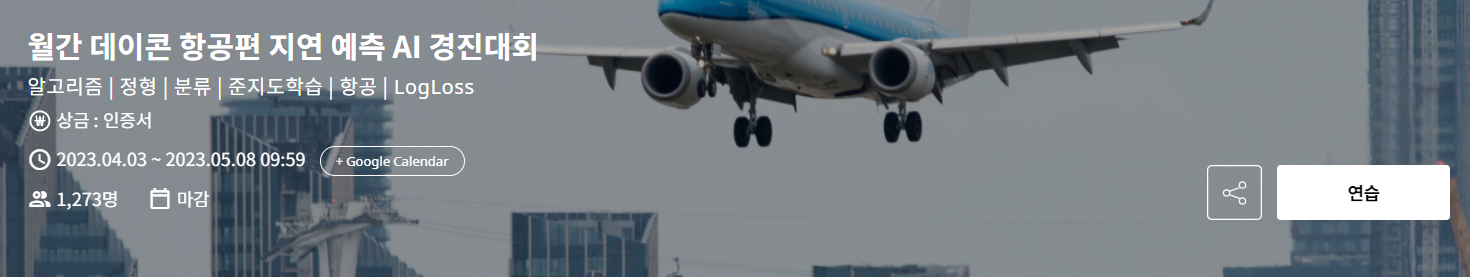 월간 데이콘 항공편 지연 예측 AI 경진대회
알고리즘 | 정형 | 분류 | 준지도학습 | 항공 | LogLoss
상금 : 인증서
2023.04.03 ~ 2023.05.08 09:59 + Google Calendar
1,273명 마감
연습